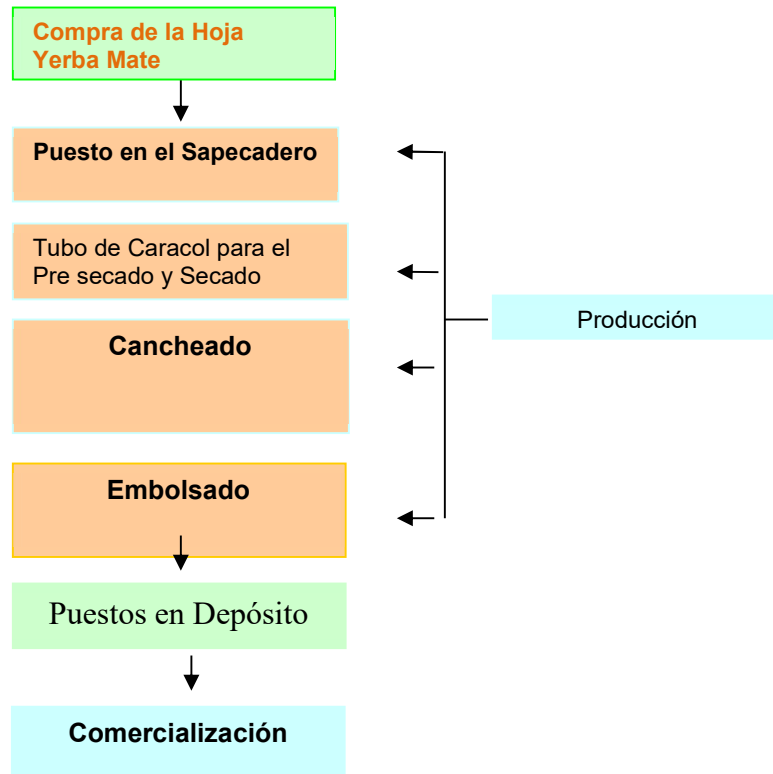 Compra de la Hoja
Yerba Mate
Puesto en el Sapecadero
Tubo de Caracol para el
Pre secado y Secado
Cancheado
Producción
Embolsado
Puestos en Depósito
Comercialización